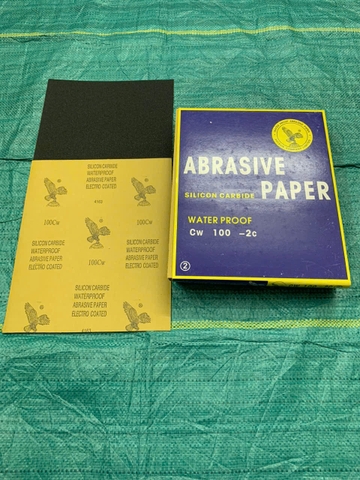 SILICON CARBIDE
WATERPROOF
ABRASIVE PAPER
ELECTRO COATED
4163
100Cw
100Cw
100Cw
SILICON CARBIDE
WATERPROOF
ABRASIVE PAPER
ELECTRO COATED
SILICON CARBIDE
WATERPROOF
ABRASIVE PAPER
ELECTRO COATED
SILICON CARBIDE
WATERPROOF
ABRASIVE PAPER
ELECTRO COATED
4163
ABRASIVE
SILICON CARBIDE PAPER
WATER PROOF
Cw 100 -2c
2